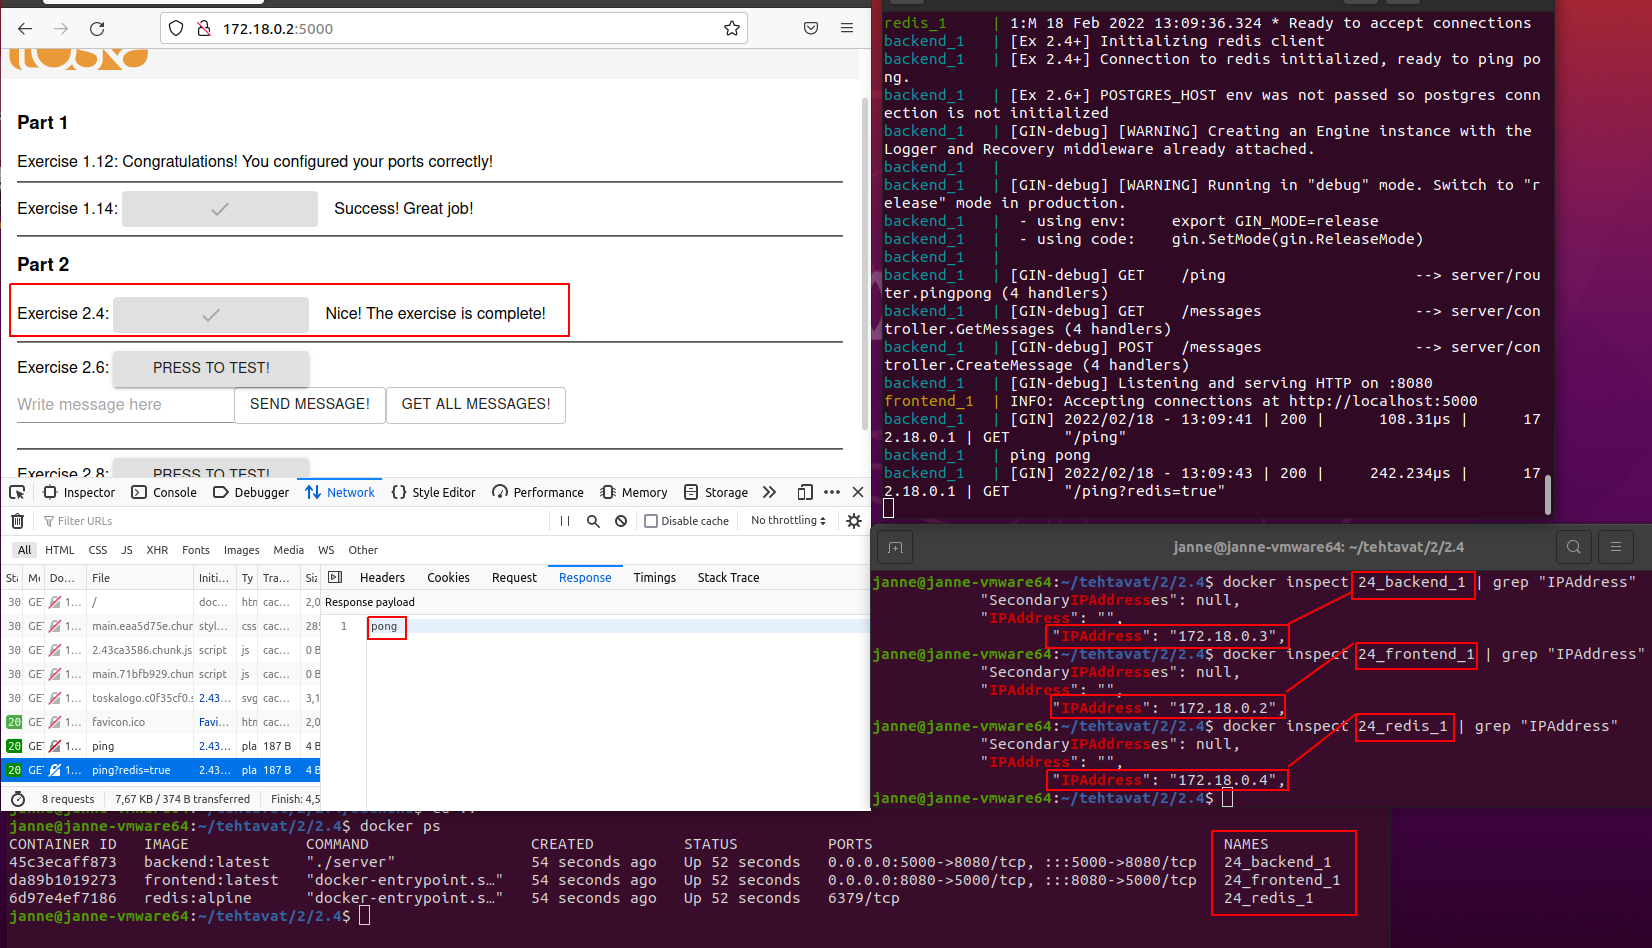 172.18.0.2:5000
Part 1
Exercise 1.12: Congratulations! You configured your ports correctly!
Exercise 1.14:
Success! Great job!
Part 2
Exercise 2.4:
Nice! The exercise is complete!
Exercise 2.6:
PRESS TO TEST!
Write message here
SEND MESSAGE!
GET ALL MESSAGES!
Exercise 2.8:
PRESS TO TEST!
Inspector Console Debugger Network Style Editor Performance Memory Storage
Filter URLs
Disable cache
No throttling
All HTML CSS JS XHR Fonts Images Media WS Other
St Me Do... File Initi... Ty Tra... Si
Headers Cookies Request Response Timings Stack Trace
30 GE 1... / doc... htn cac... 2,0
30 GE 1... main.eaa5d75e.chun styl... css cac... 285
30 GE 1... 2.43ca3586.chunk.js script js cac... 0 B
30 GE 1... main.71bfb929.chun script js cac... 0 B
30 GE 1... toskalogo.c0f35cf0.s 2.43... svg cac... 3,1
20 GE 1... favicon.ico Favi... htn cac... 2,0
20 GE 1... ping 2.43... pla 187 B 4 B
20 GE 1... ping?redis=true 2.43... pla 187 B 4 B
8 requests 7,67 KB / 374 B transferred Finish: 4,5
Response payload
1 pong
redis_1 | 1:M 18 Feb 2022 13:09:36.324 * Ready to accept connections
backend_1 | [Ex 2.4+] Initializing redis client
backend_1 | [Ex 2.4+] Connection to redis initialized, ready to ping po
ng.
backend_1 | [Ex 2.6+] POSTGRES_HOST env was not passed so postgres conn
ection is not initialized
backend_1 | [GIN-debug] [WARNING] Creating an Engine instance with the
Logger and Recovery middleware already attached.
backend_1 |
backend_1 | [GIN-debug] [WARNING] Running in "debug" mode. Switch to "r
elease" mode in production.
backend_1 | - using env: export GIN_MODE=release
backend_1 | - using code: gin.SetMode(gin.ReleaseMode)
backend_1 |
backend_1 | [GIN-debug] GET /ping --> server/rou
ter.pingpong (4 handlers)
backend_1 | [GIN-debug] GET /messages --> server/con
troller.GetMessages (4 handlers)
backend_1 | [GIN-debug] POST /messages --> server/con
troller.CreateMessage (4 handlers)
backend_1 | [GIN-debug] Listening and serving HTTP on :8080
frontend_1 | INFO: Accepting connections at http://localhost:5000
backend_1 | [GIN] 2022/02/18 - 13:09:41 | 200 | 108.31µs | 17
2.18.0.1 | GET "/ping"
backend_1 | ping pong
backend_1 | [GIN] 2022/02/18 - 13:09:43 | 200 | 242.234µs | 17
2.18.0.1 | GET "/ping?redis=true"
janne@janne-vmware64: ~/tehtavat/2/2.4
janne@janne-vmware64:~/tehtavat/2/2.4$ docker inspect 24_backend_1 | grep "IPAddress"
"SecondaryIPAddresses": null,
"IPAddress": "",
"IPAddress": "172.18.0.3",
janne@janne-vmware64:~/tehtavat/2/2.4$ docker inspect 24_frontend_1 | grep "IPAddress"
"SecondaryIPAddresses": null,
"IPAddress": "",
"IPAddress": "172.18.0.2",
janne@janne-vmware64:~/tehtavat/2/2.4$ docker inspect 24_redis_1 | grep "IPAddress"
"SecondaryIPAddresses": null,
"IPAddress": "",
"IPAddress": "172.18.0.4",
janne@janne-vmware64:~/tehtavat/2/2.4$
janne@janne-vmware64:~/tehtavat/2/2.4$ docker ps
CONTAINER ID IMAGE COMMAND CREATED STATUS PORTS NAMES
45c3ecaff873 backend:latest "./server" 54 seconds ago Up 52 seconds 0.0.0.0:5000->8080/tcp, :::5000->8080/tcp 24_backend_1
da89b1019273 frontend:latest "docker-entrypoint.s…" 54 seconds ago Up 52 seconds 0.0.0.0:8080->5000/tcp, :::8080->5000/tcp 24_frontend_1
6d97e4ef7186 redis:alpine "docker-entrypoint.s…" 54 seconds ago Up 52 seconds 6379/tcp 24_redis_1
janne@janne-vmware64:~/tehtavat/2/2.4$